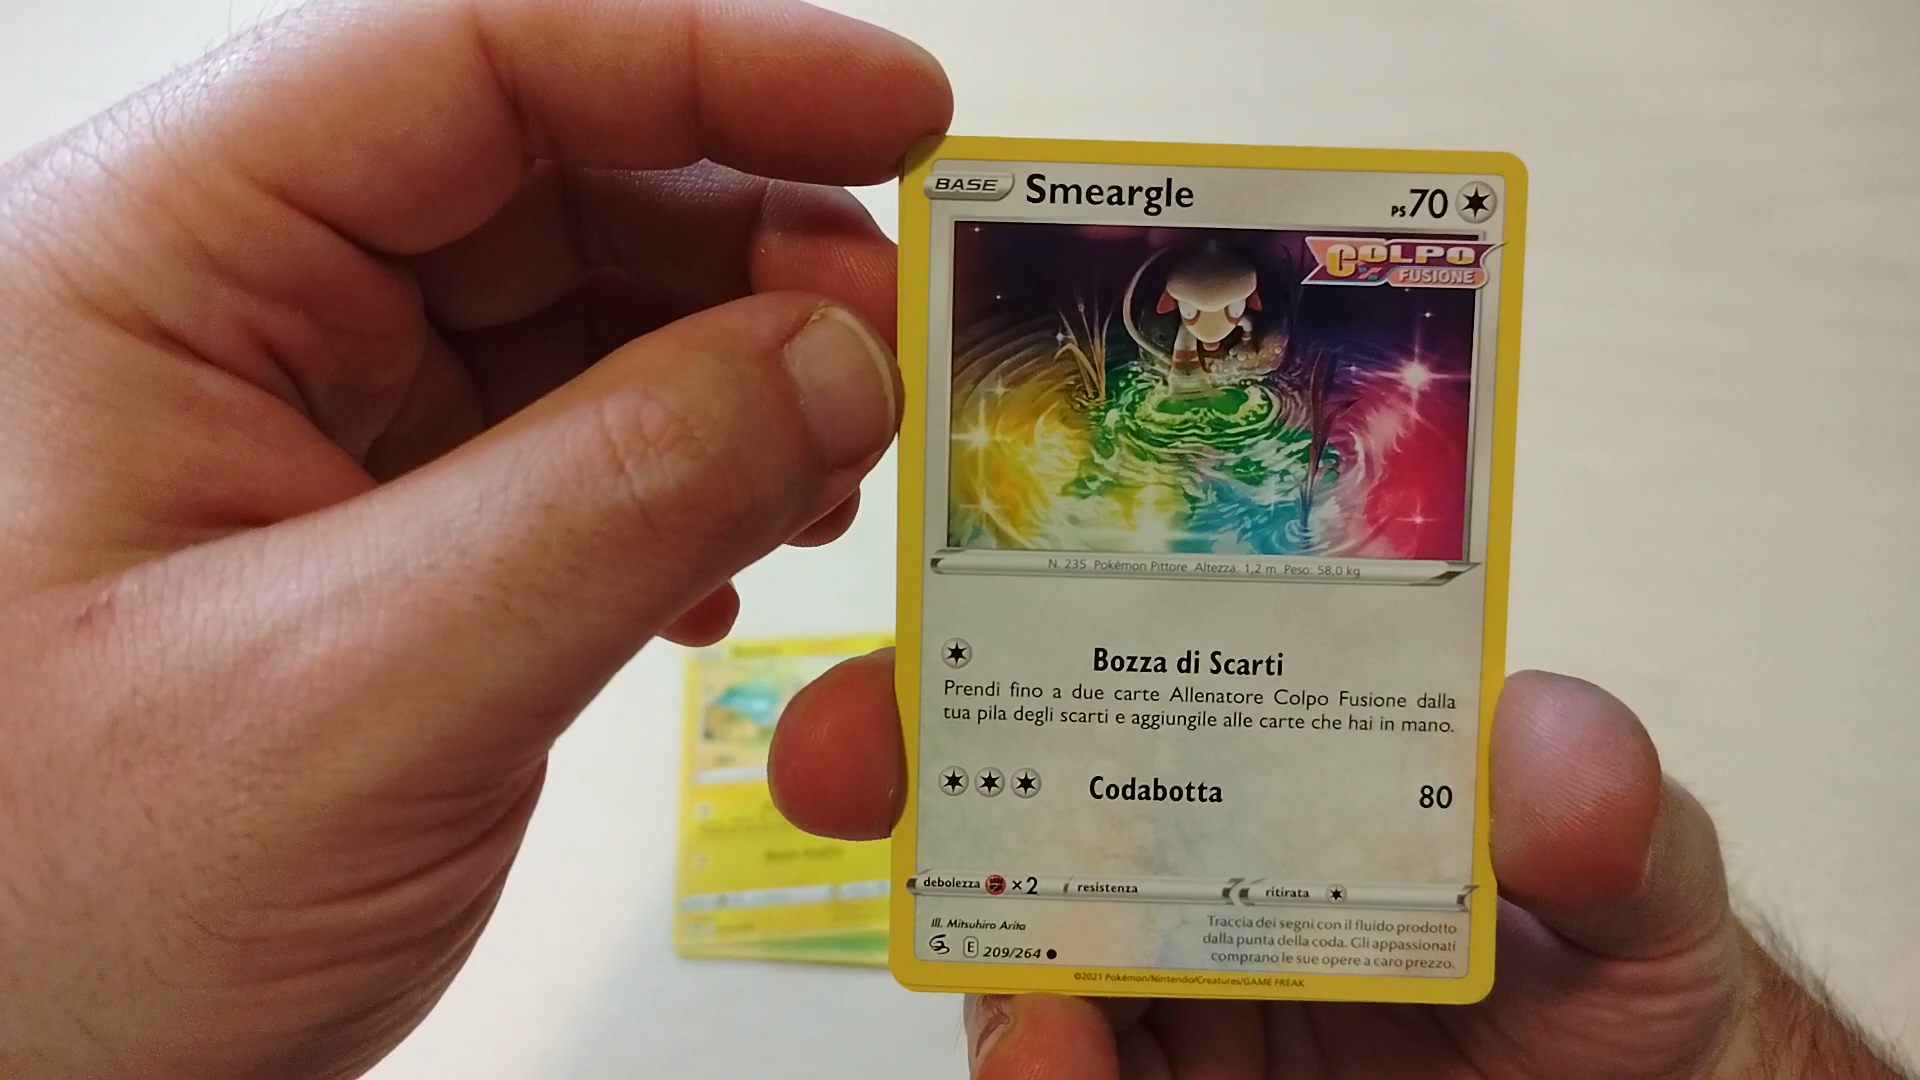 BASE Smeargle PS 70
COLPO
FUSIONE
N. 235 Pokémon Pittore Altezza: 1,2 m Peso: 58,0 kg
Bozza di Scarti
Prendi fino a due carte Allenatore Colpo Fusione dalla
tua pila degli scarti e aggiungile alle carte che hai in mano.
Codabotta 80
debolezza ×2 resistenza ritirata
Ill. Mitsuhiro Arita
E 209/264
Traccia dei segni con il fluido prodotto
dalla punta della coda. Gli appassionati
comprano le sue opere a caro prezzo.
©2021 Pokémon/Nintendo/Creatures/GAME FREAK